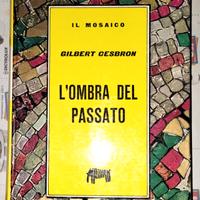 IL MOSAICO
GILBERT CESBRON
L'OMBRA DEL
PASSATO